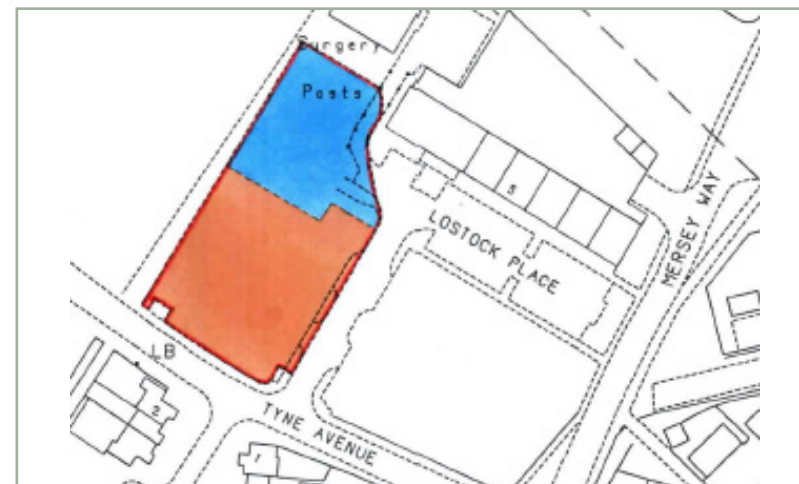 Surgery
Posts
5
LOSTOCK PLACE
MERSEY WAY
LB
2
TYNE AVENUE
1